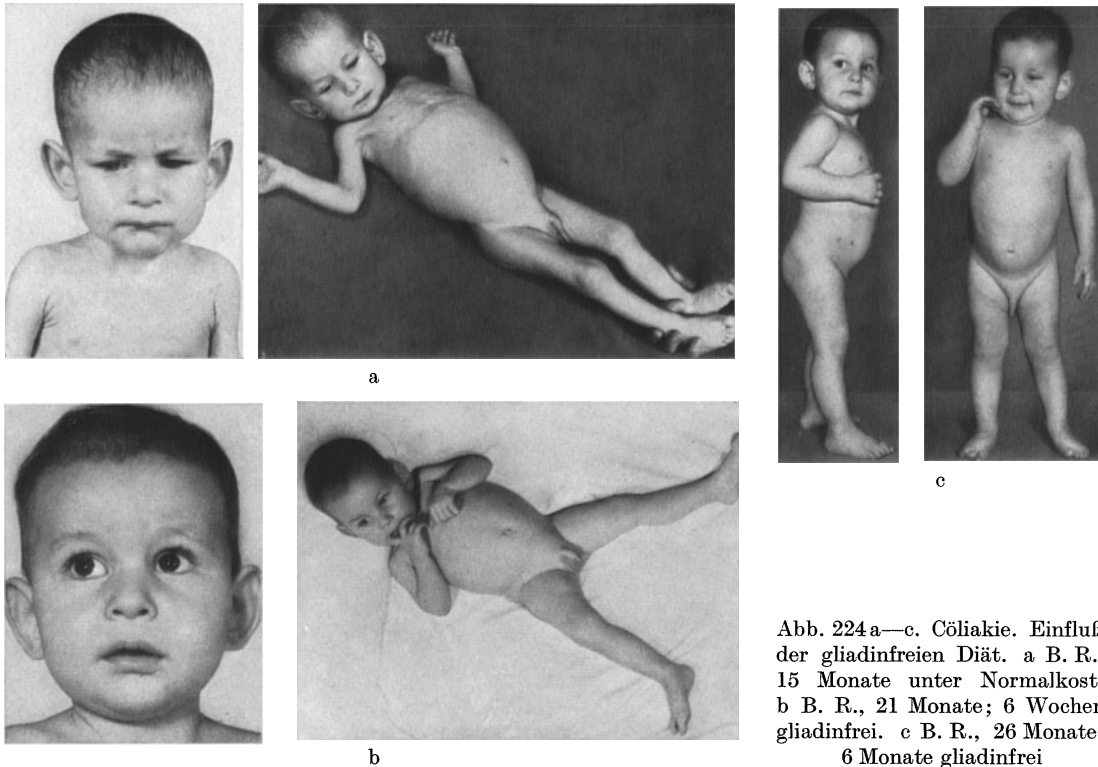 a
c
b
Abb. 224a—c. Cöliakie. Einfluß
der gliadinfreien Diät. a B. R.
15 Monate unter Normalkost
b B. R., 21 Monate; 6 Wochen
gliadinfrei. c B. R., 26 Monate
6 Monate gliadinfrei